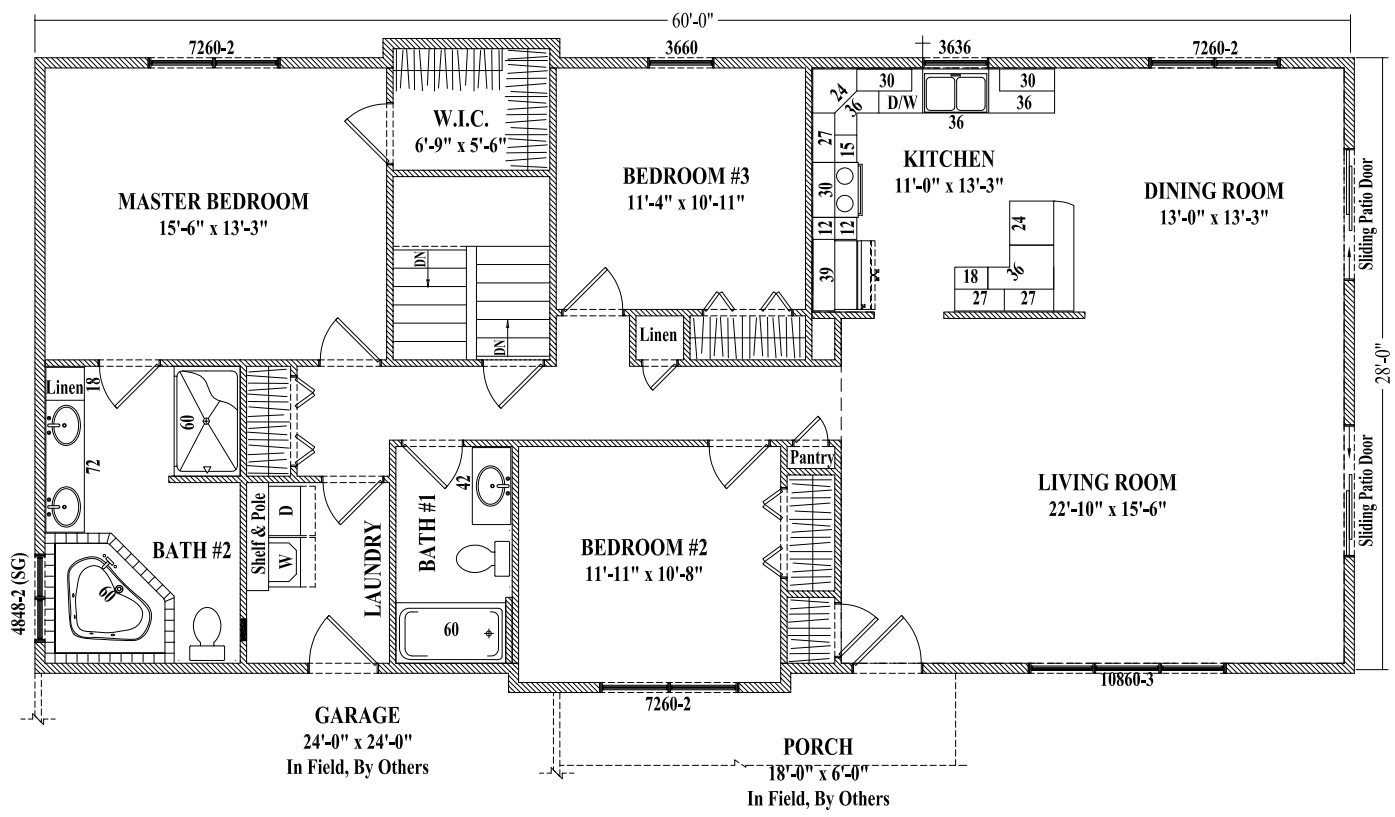 60'-0"
7260-2
3660
3636
7260-2
30
24
36
D/W
36
30
36
W.I.C.
6'-9" x 5'-6"
27
15
KITCHEN
11'-0" x 13'-3"
BEDROOM #3
11'-4" x 10'-11"
30
MASTER BEDROOM
15'-6" x 13'-3"
DINING ROOM
13'-0" x 13'-3"
Sliding Patio Door
12
12
24
DN
39
18
36
27
27
DN
Linen
28'-0"
Linen
18
60
72
Pantry
42
LIVING ROOM
22'-10" x 15'-6"
Sliding Patio Door
Shelf & Pole
D
W
LAUNDRY
BATH #1
BATH #2
BEDROOM #2
11'-11" x 10'-8"
4848-2 (SG)
60
60
10860-3
7260-2
GARAGE
24'-0" x 24'-0"
In Field, By Others
PORCH
18'-0" x 6'-0"
In Field, By Others